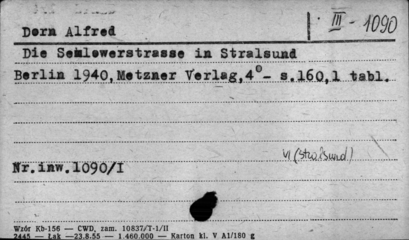 Dorn Alfred
III - 1090
Die Semlowerstrasse in Stralsund
Berlin 1940, Metzner Verlag, 4° - s.160, 1 tabl.
VI (Stralsund)
Nr.inw.1090/I
Wzór Kb-156 — CWD, zam. 10837/T-1/II
2445 — Łak —23.8.55 — 1.460.000 — Karton kl. V A1/180 g